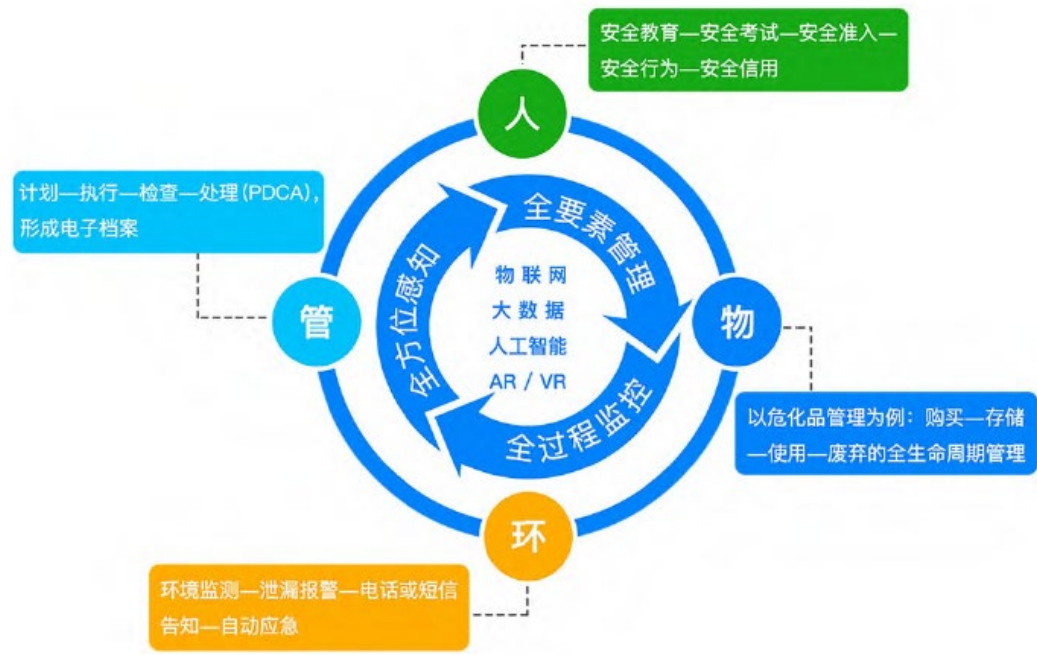 安全教育—安全考试—安全准入—
安全行为—安全信用
人
计划—执行—检查—处理(PDCA),
形成电子档案
管
全要素管理
全方位感知
物联网
大数据
人工智能
AR / VR
全过程监控
物
以危化品管理为例：购买—存储
—使用—废弃的全生命周期管理
环
环境监测—泄漏报警—电话或短信
告知—自动应急